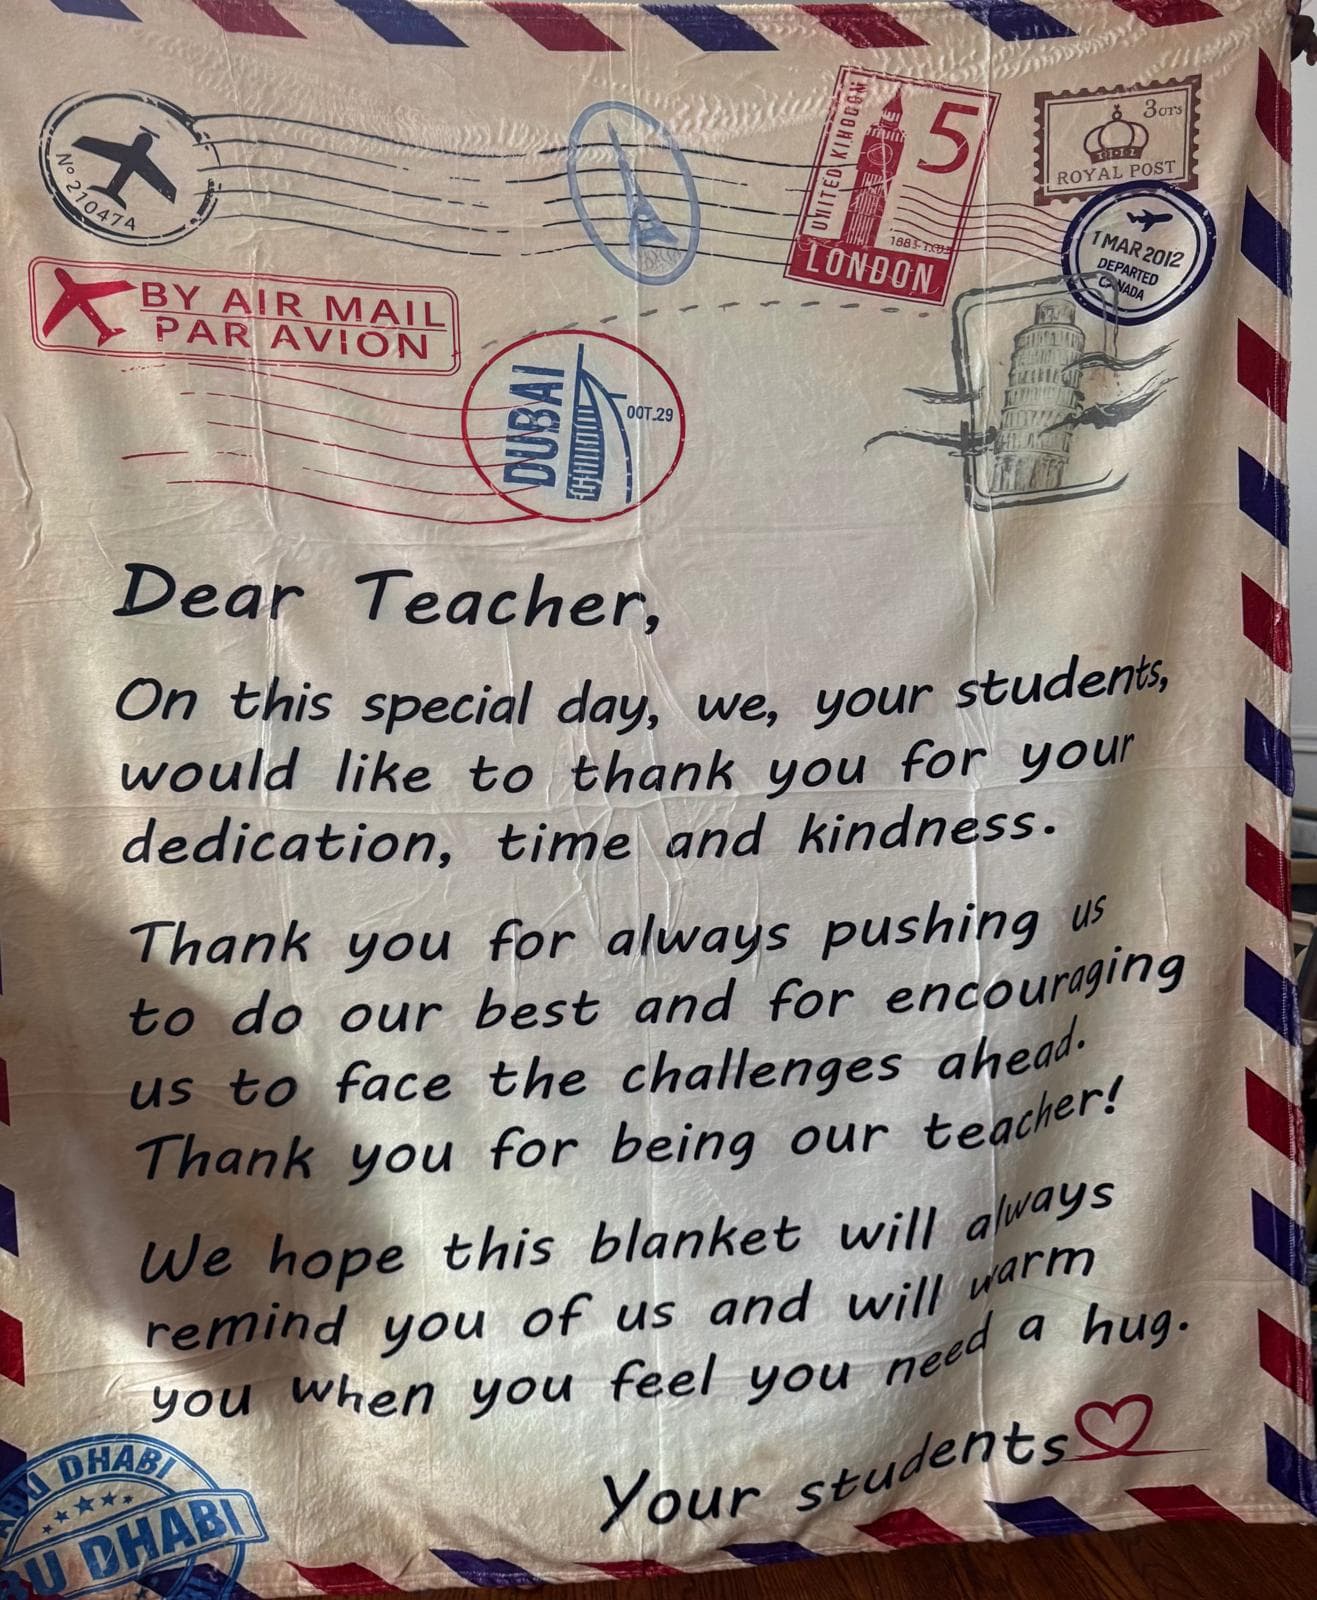 Nº 21047A
UNITED KINGDOM
5
LONDON
3CTS
ROYAL POST
1 MAR 2012
DEPARTED
CANADA
BY AIR MAIL
PAR AVION
DUBAI
OCT.29
Dear Teacher,
On this special day, we, your students,
would like to thank you for your
dedication, time and kindness.
Thank you for always pushing us
to do our best and for encouraging
us to face the challenges ahead.
Thank you for being our teacher!
We hope this blanket will always
remind you of us and will warm
you when you feel you need a hug.
Your students
ABU DHABI
BU DHABI